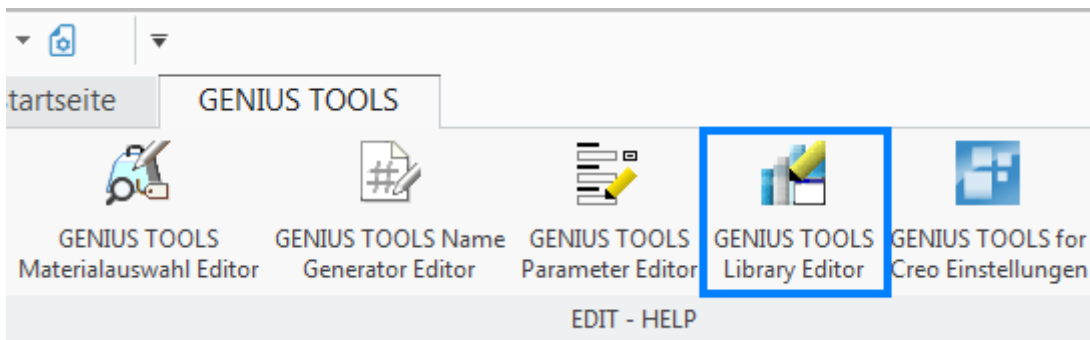 tartseite GENIUS TOOLS
GENIUS TOOLS GENIUS TOOLS Name GENIUS TOOLS GENIUS TOOLS GENIUS TOOLS for
Materialauswahl Editor Generator Editor Parameter Editor Library Editor Creo Einstellungen
EDIT - HELP